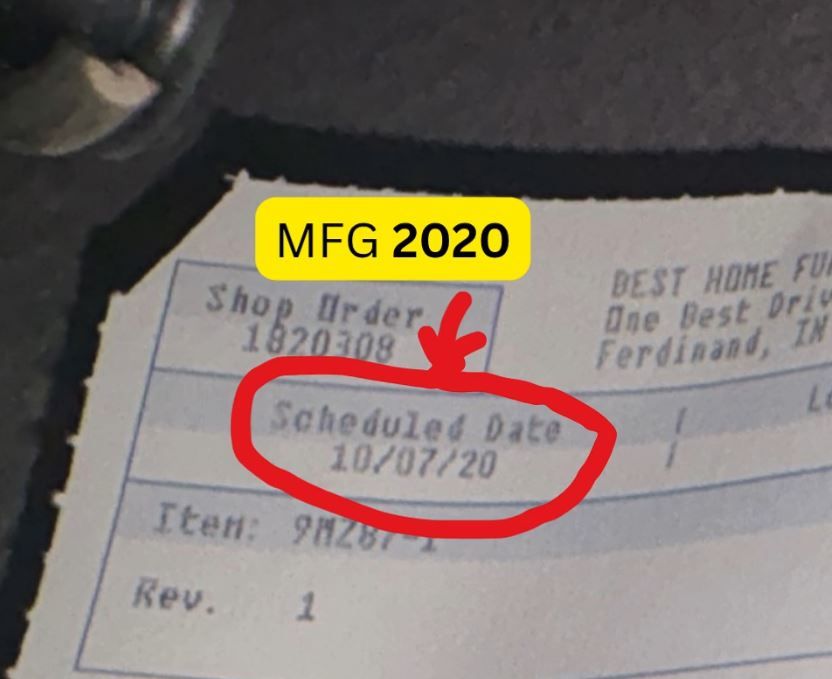 MFG 2020
Shop Order
1820308
BEST HOME FU
One Best Driv
Ferdinand, IN
Scheduled Date
10/07/20
Item: 9MZ87-1
Rev. 1